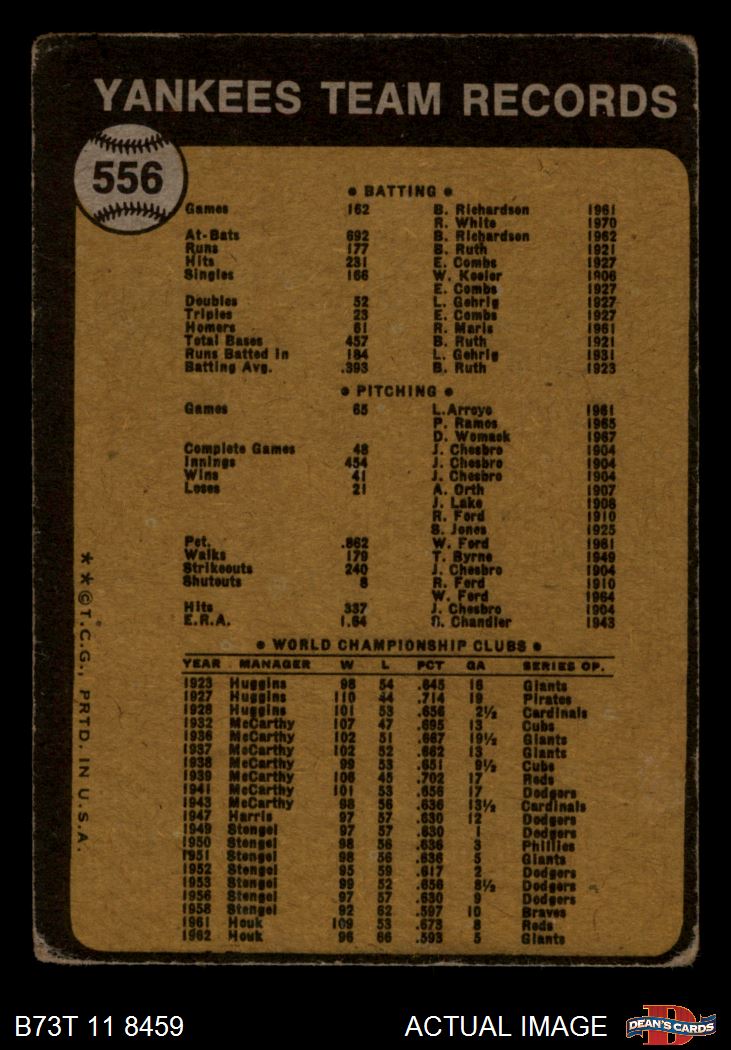 YANKEES TEAM RECORDS
556
• BATTING •
Games 162 B. Richardson 1961
R. White 1970
At-Bats 692 B. Richardson 1962
Runs 177 B. Ruth 1921
Hits 231 E. Combs 1927
Singles 166 W. Keeler 1906
E. Combs 1927
Doubles 52 L. Gehrig 1927
Triples 23 E. Combs 1927
Homers 61 R. Maris 1961
Total Bases 457 B. Ruth 1921
Runs Batted In 184 L. Gehrig 1931
Batting Avg. .393 B. Ruth 1923
• PITCHING •
Games 65 L. Arroyo 1961
P. Ramos 1965
D. Womack 1967
Complete Games 48 J. Chesbro 1904
Innings 454 J. Chesbro 1904
Wins 41 J. Chesbro 1904
Loses 21 A. Orth 1907
J. Lake 1908
R. Ford 1910
S. Jones 1925
Pct. .862 W. Ford 1961
Walks 179 T. Byrne 1949
Strikeouts 240 J. Chesbro 1904
Shutouts 8 R. Ford 1910
W. Ford 1964
Hits 337 J. Chesbro 1904
E.R.A. 1.64 S. Chandler 1943
• WORLD CHAMPIONSHIP CLUBS •
YEAR MANAGER W L PCT GA SERIES OP.
1923 Huggins 98 54 .645 16 Giants
1927 Huggins 110 44 .714 19 Pirates
1928 Huggins 101 53 .656 2½ Cardinals
1932 McCarthy 107 47 .695 13 Cubs
1936 McCarthy 102 51 .667 19½ Giants
1937 McCarthy 102 52 .662 13 Giants
1938 McCarthy 99 53 .651 9½ Cubs
1939 McCarthy 106 45 .702 17 Reds
1941 McCarthy 101 53 .656 17 Dodgers
1943 McCarthy 98 56 .636 13½ Cardinals
1947 Harris 97 57 .630 12 Dodgers
1949 Stengel 97 57 .630 1 Dodgers
1950 Stengel 98 56 .636 3 Phillies
1951 Stengel 98 56 .636 5 Giants
1952 Stengel 95 59 .617 2 Dodgers
1953 Stengel 99 52 .656 8½ Dodgers
1956 Stengel 97 57 .630 9 Dodgers
1958 Stengel 92 62 .597 10 Braves
1961 Houk 109 53 .673 8 Reds
1962 Houk 96 66 .593 5 Giants
* * © T.C.G., PRTD. IN U.S.A.
B73T 11 8459
ACTUAL IMAGE
D
DEAN'S CARDS